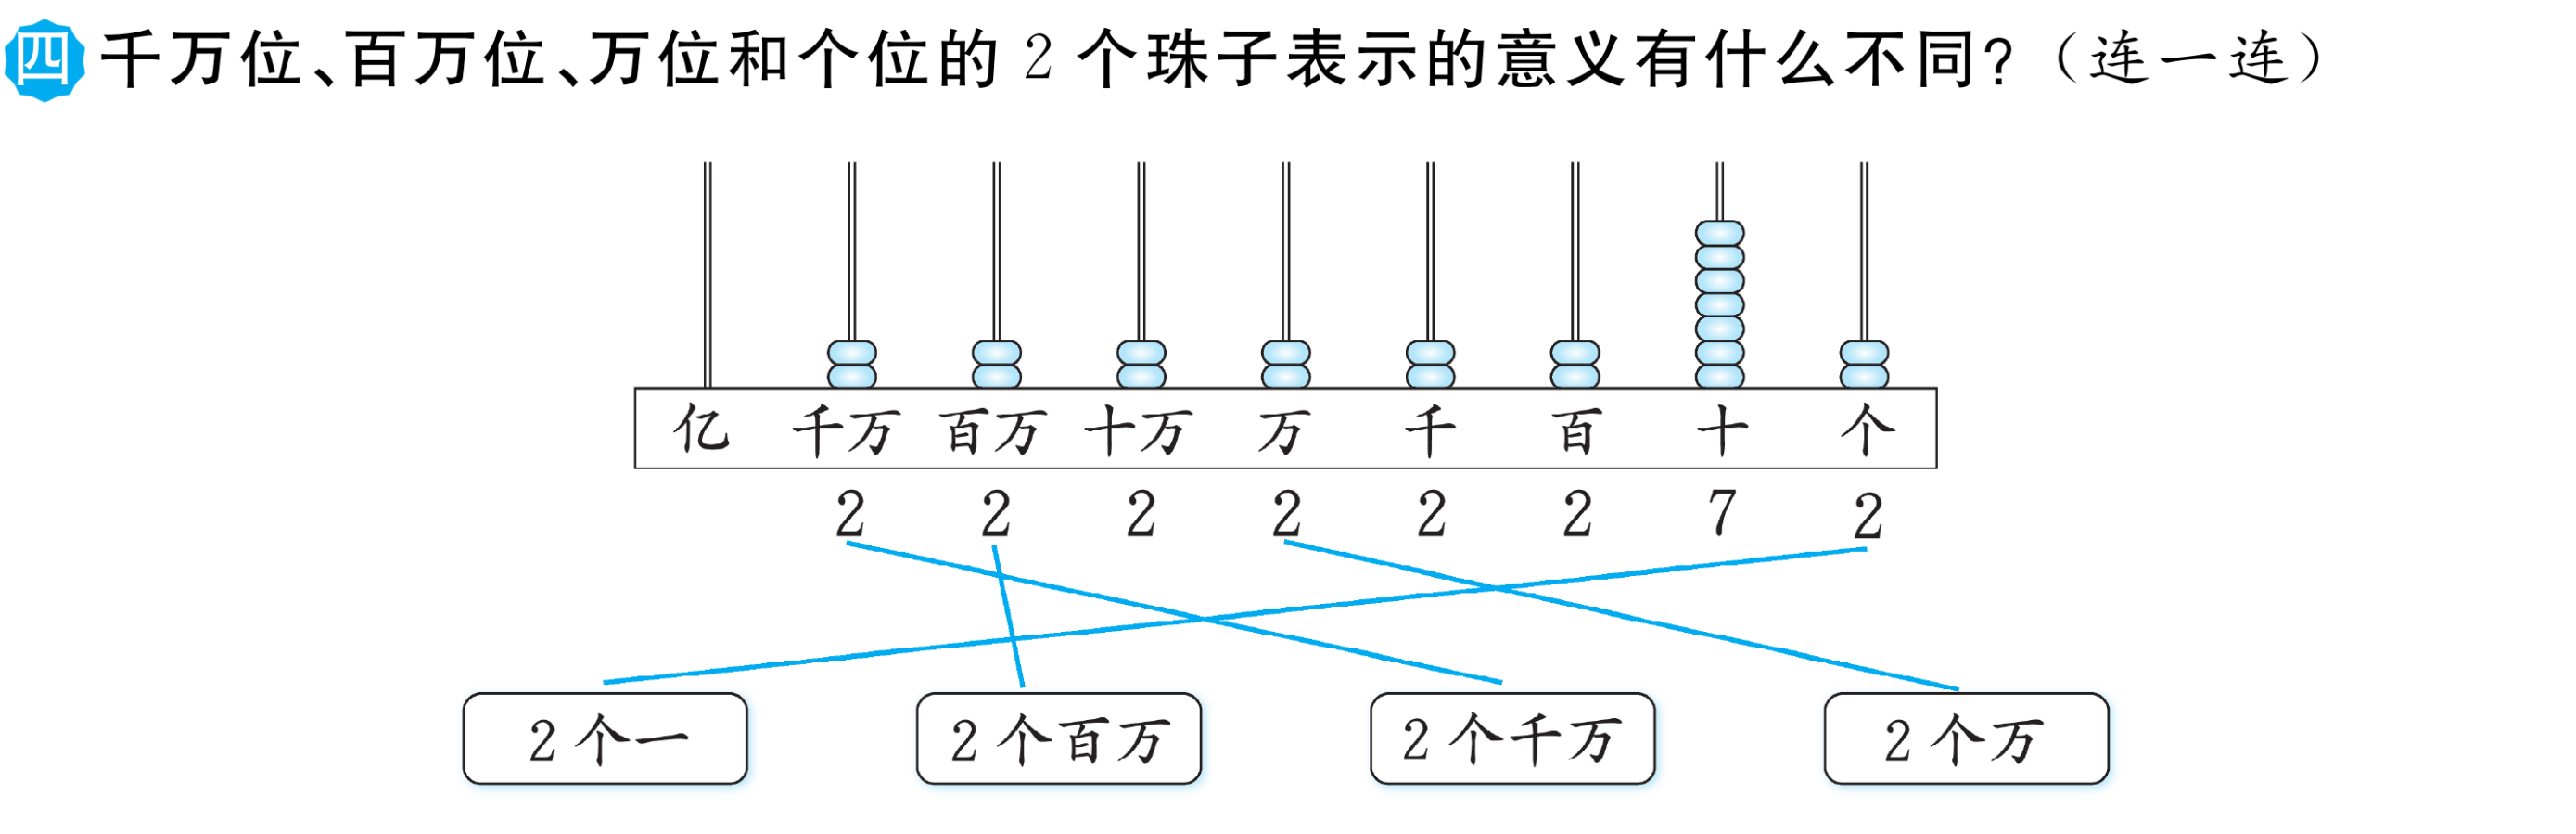 四 千万位、百万位、万位和个位的 2 个珠子表示的意义有什么不同?(连一连)
亿 千万 百万 十万 万 千 百 十 个
2 2 2 2 2 2 7 2
2 个一 2 个百万 2 个千万 2 个万